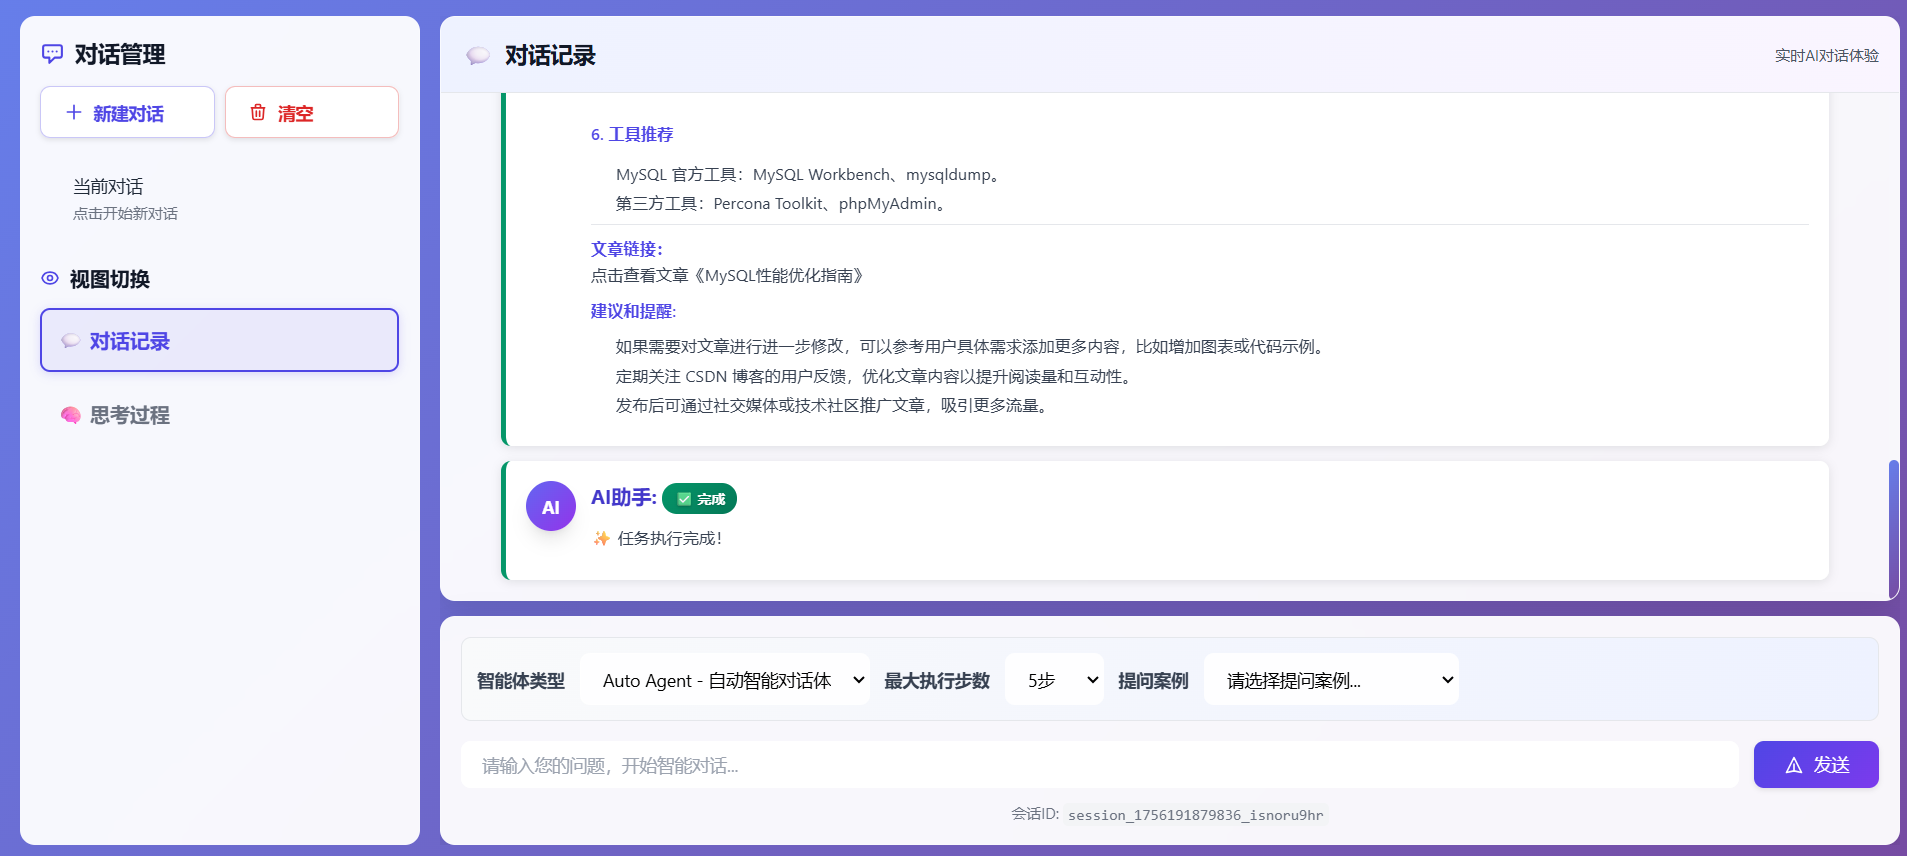 对话管理
新建对话
清空
当前对话
点击开始新对话
视图切换
对话记录
思考过程
对话记录
实时AI对话体验
6. 工具推荐
MySQL 官方工具：MySQL Workbench、mysqldump。
第三方工具：Percona Toolkit、phpMyAdmin。
文章链接：
点击查看文章《MySQL性能优化指南》
建议和提醒:
如果需要对文章进行进一步修改，可以参考用户具体需求添加更多内容，比如增加图表或代码示例。
定期关注 CSDN 博客的用户反馈，优化文章内容以提升阅读量和互动性。
发布后可通过社交媒体或技术社区推广文章，吸引更多流量。
AI
AI助手:
✅ 完成
✨ 任务执行完成！
智能体类型
Auto Agent - 自动智能对话体
最大执行步数
5步
提问案例
请选择提问案例...
请输入您的问题，开始智能对话...
发送
会话ID: session_1756191879836_isnoru9hr